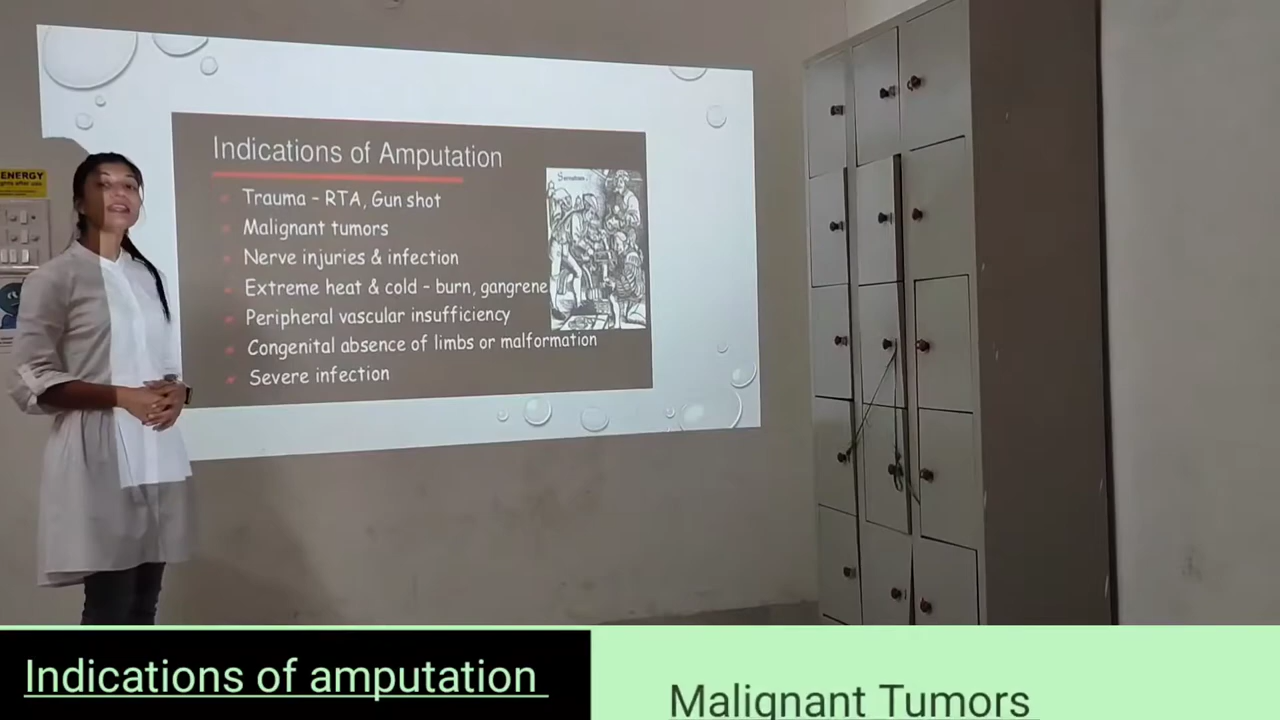 ENERGY
Indications of Amputation
Trauma - RTA, Gun shot
Malignant tumors
Nerve injuries & infection
Extreme heat & cold - burn, gangrene
Peripheral vascular insufficiency
Congenital absence of limbs or malformation
Severe infection
Indications of amputation
Malignant Tumors